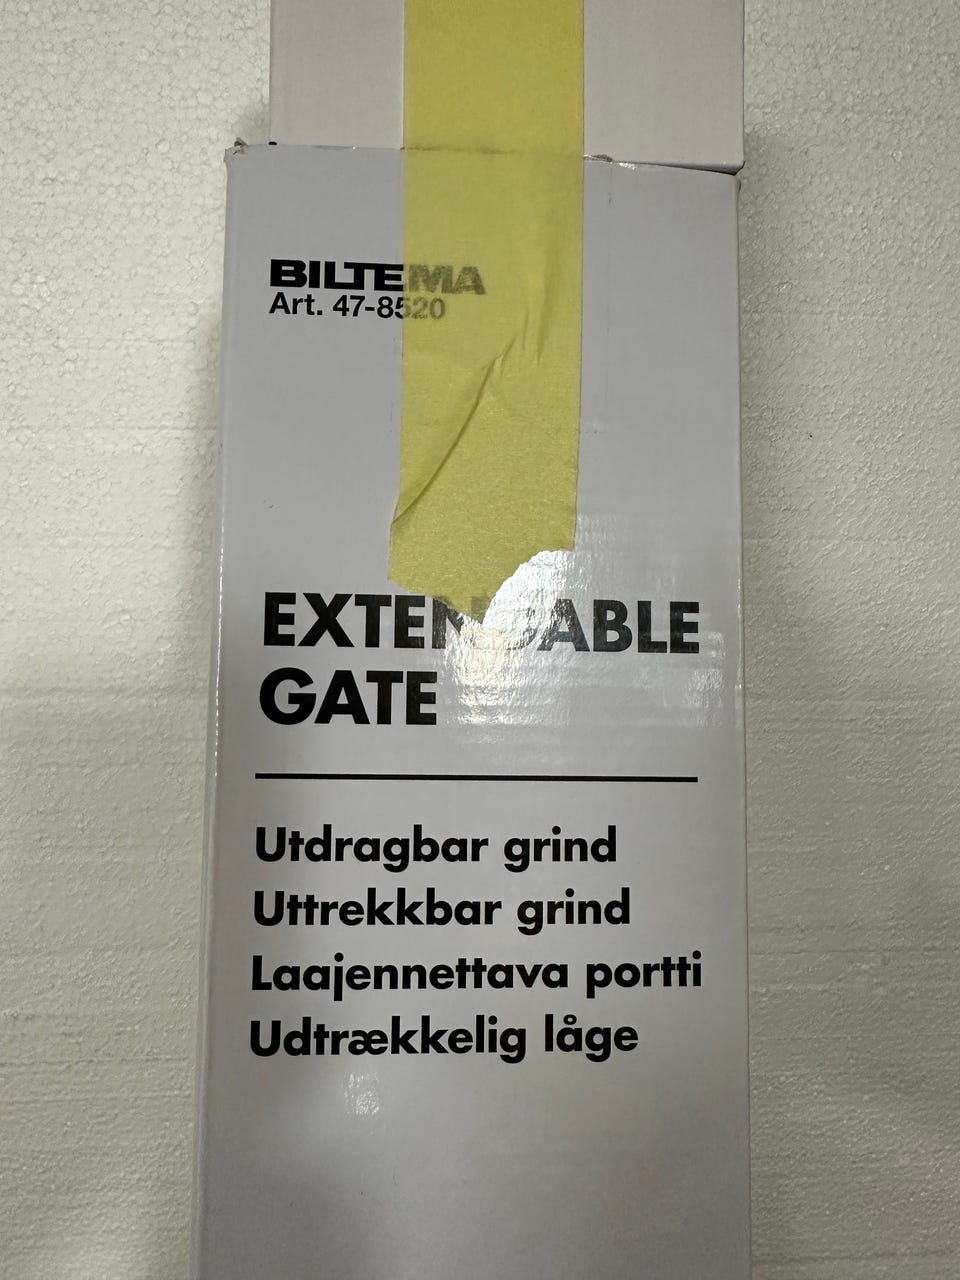 BILTEMA
Art. 47-8520
EXTENDABLE
GATE
Utdragbar grind
Uttrekkbar grind
Laajennettava portti
Udtrækkelig låge